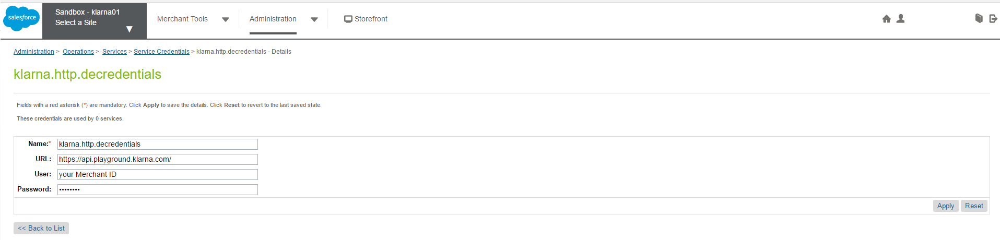 salesforce
Sandbox - klarna01
Select a Site
Merchant Tools
Administration
Storefront
Administration > Operations > Services > Service Credentials > klarna.http.decredentials - Details
klarna.http.decredentials
Fields with a red asterisk (*) are mandatory. Click Apply to save the details. Click Reset to revert to the last saved state.
These credentials are used by 0 services.
Name:* klarna.http.decredentials
URL: https://api.playground.klarna.com/
User: your Merchant ID
Password: ••••••••
Apply Reset
<< Back to List